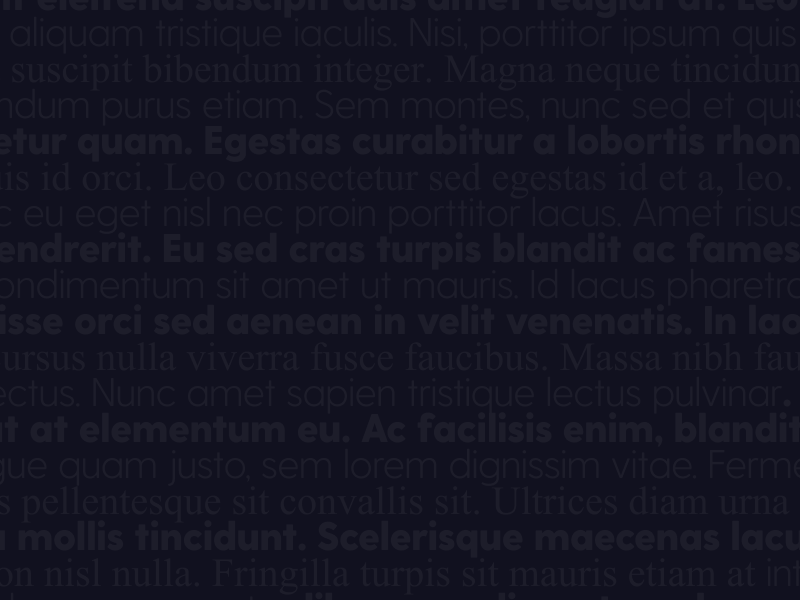 eleifend suscipit duis amet feugiat at. Leo
aliquam tristique iaculis. Nisi, porttitor ipsum quis
suscipit bibendum integer. Magna neque tincidun
ndum purus etiam. Sem montes, nunc sed et quis
etur quam. Egestas curabitur a lobortis rhon
is id orci. Leo consectetur sed egestas id et a, leo.
c eu eget nisl nec proin porttitor lacus. Amet risus
endrerit. Eu sed cras turpis blandit ac fames
ondimentum sit amet ut mauris. Id lacus pharetra
isse orci sed aenean in velit venenatis. In lao
ursus nulla viverra fusce faucibus. Massa nibh fau
ectus. Nunc amet sapien tristique lectus pulvinar.
at at elementum eu. Ac facilisis enim, blandit
gue quam justo, sem lorem dignissim vitae. Ferme
s pellentesque sit convallis sit. Ultrices diam urna
mollis tincidunt. Scelerisque maecenas lacu
on nisl nulla. Fringilla turpis sit mauris etiam at int